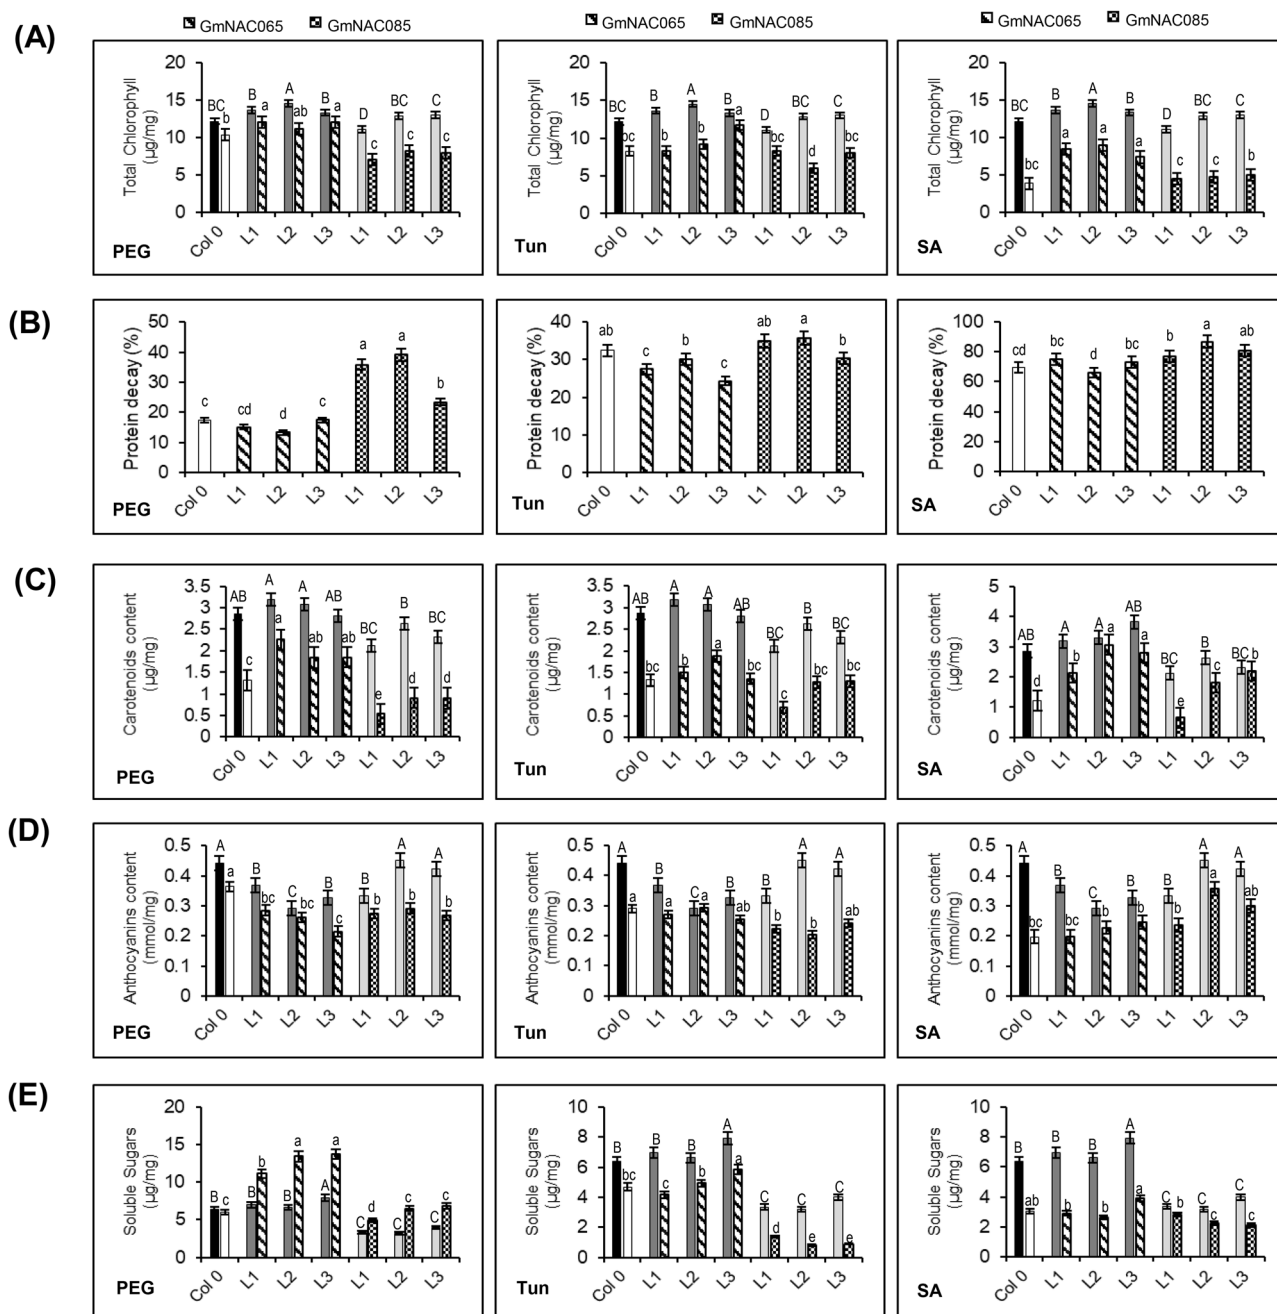 GmNAC065 GmNAC085 GmNAC065 GmNAC085 GmNAC065 GmNAC085
(A)
Total Chlorophyll
(µg/mg)
20
15
10
5
0
BC b B a A ab B a D c BC c C c
Col 0 L1 L2 L3 L1 L2 L3
PEG
Total Chlorophyll
(µg/mg)
20
15
10
5
0
BC bc B b A b B a D bc BC d C bc
Col 0 L1 L2 L3 L1 L2 L3
Tun
Total Chlorophyll
(µg/mg)
20
15
10
5
0
BC bc B a A a B a D c BC c C b
Col 0 L1 L2 L3 L1 L2 L3
SA
(B)
Protein decay (%)
50
40
30
20
10
0
c cd d c a a b
Col 0 L1 L2 L3 L1 L2 L3
PEG
Protein decay (%)
40
30
20
10
0
ab c b c ab a b
Col 0 L1 L2 L3 L1 L2 L3
Tun
Protein decay (%)
100
80
60
40
20
0
cd bc d bc b a ab
Col 0 L1 L2 L3 L1 L2 L3
SA
(C)
Carotenoids content
(µg/mg)
3.5
3
2.5
2
1.5
1
0.5
0
AB c A a A ab AB ab BC e B d BC d
Col 0 L1 L2 L3 L1 L2 L3
PEG
Carotenoids content
(µg/mg)
3.5
3
2.5
2
1.5
1
0.5
0
AB bc A b A a AB bc BC c B bc BC bc
Col 0 L1 L2 L3 L1 L2 L3
Tun
Carotenoids content
(µg/mg)
5
4
3
2
1
0
AB d A b A a AB a BC e B c BC b
Col 0 L1 L2 L3 L1 L2 L3
SA
(D)
Anthocyanins content
(mmol/mg)
0.5
0.4
0.3
0.2
0.1
0
A a B bc C bc B c B b A b A b
Col 0 L1 L2 L3 L1 L2 L3
PEG
Anthocyanins content
(mmol/mg)
0.5
0.4
0.3
0.2
0.1
0
A a B a C a B ab B b A b A ab
Col 0 L1 L2 L3 L1 L2 L3
Tun
Anthocyanins content
(mmol/mg)
0.5
0.4
0.3
0.2
0.1
0
A bc B bc C b B b B b A a A ab
Col 0 L1 L2 L3 L1 L2 L3
SA
(E)
Soluble Sugars
(µg/mg)
20
15
10
5
0
B c B b B a A a C d C c C c
Col 0 L1 L2 L3 L1 L2 L3
PEG
Soluble Sugars
(µg/mg)
10
8
6
4
2
0
B bc B c B b A a C d C e C e
Col 0 L1 L2 L3 L1 L2 L3
Tun
Soluble Sugars
(µg/mg)
10
8
6
4
2
0
B ab B b B b A a C b C c C c
Col 0 L1 L2 L3 L1 L2 L3
SA